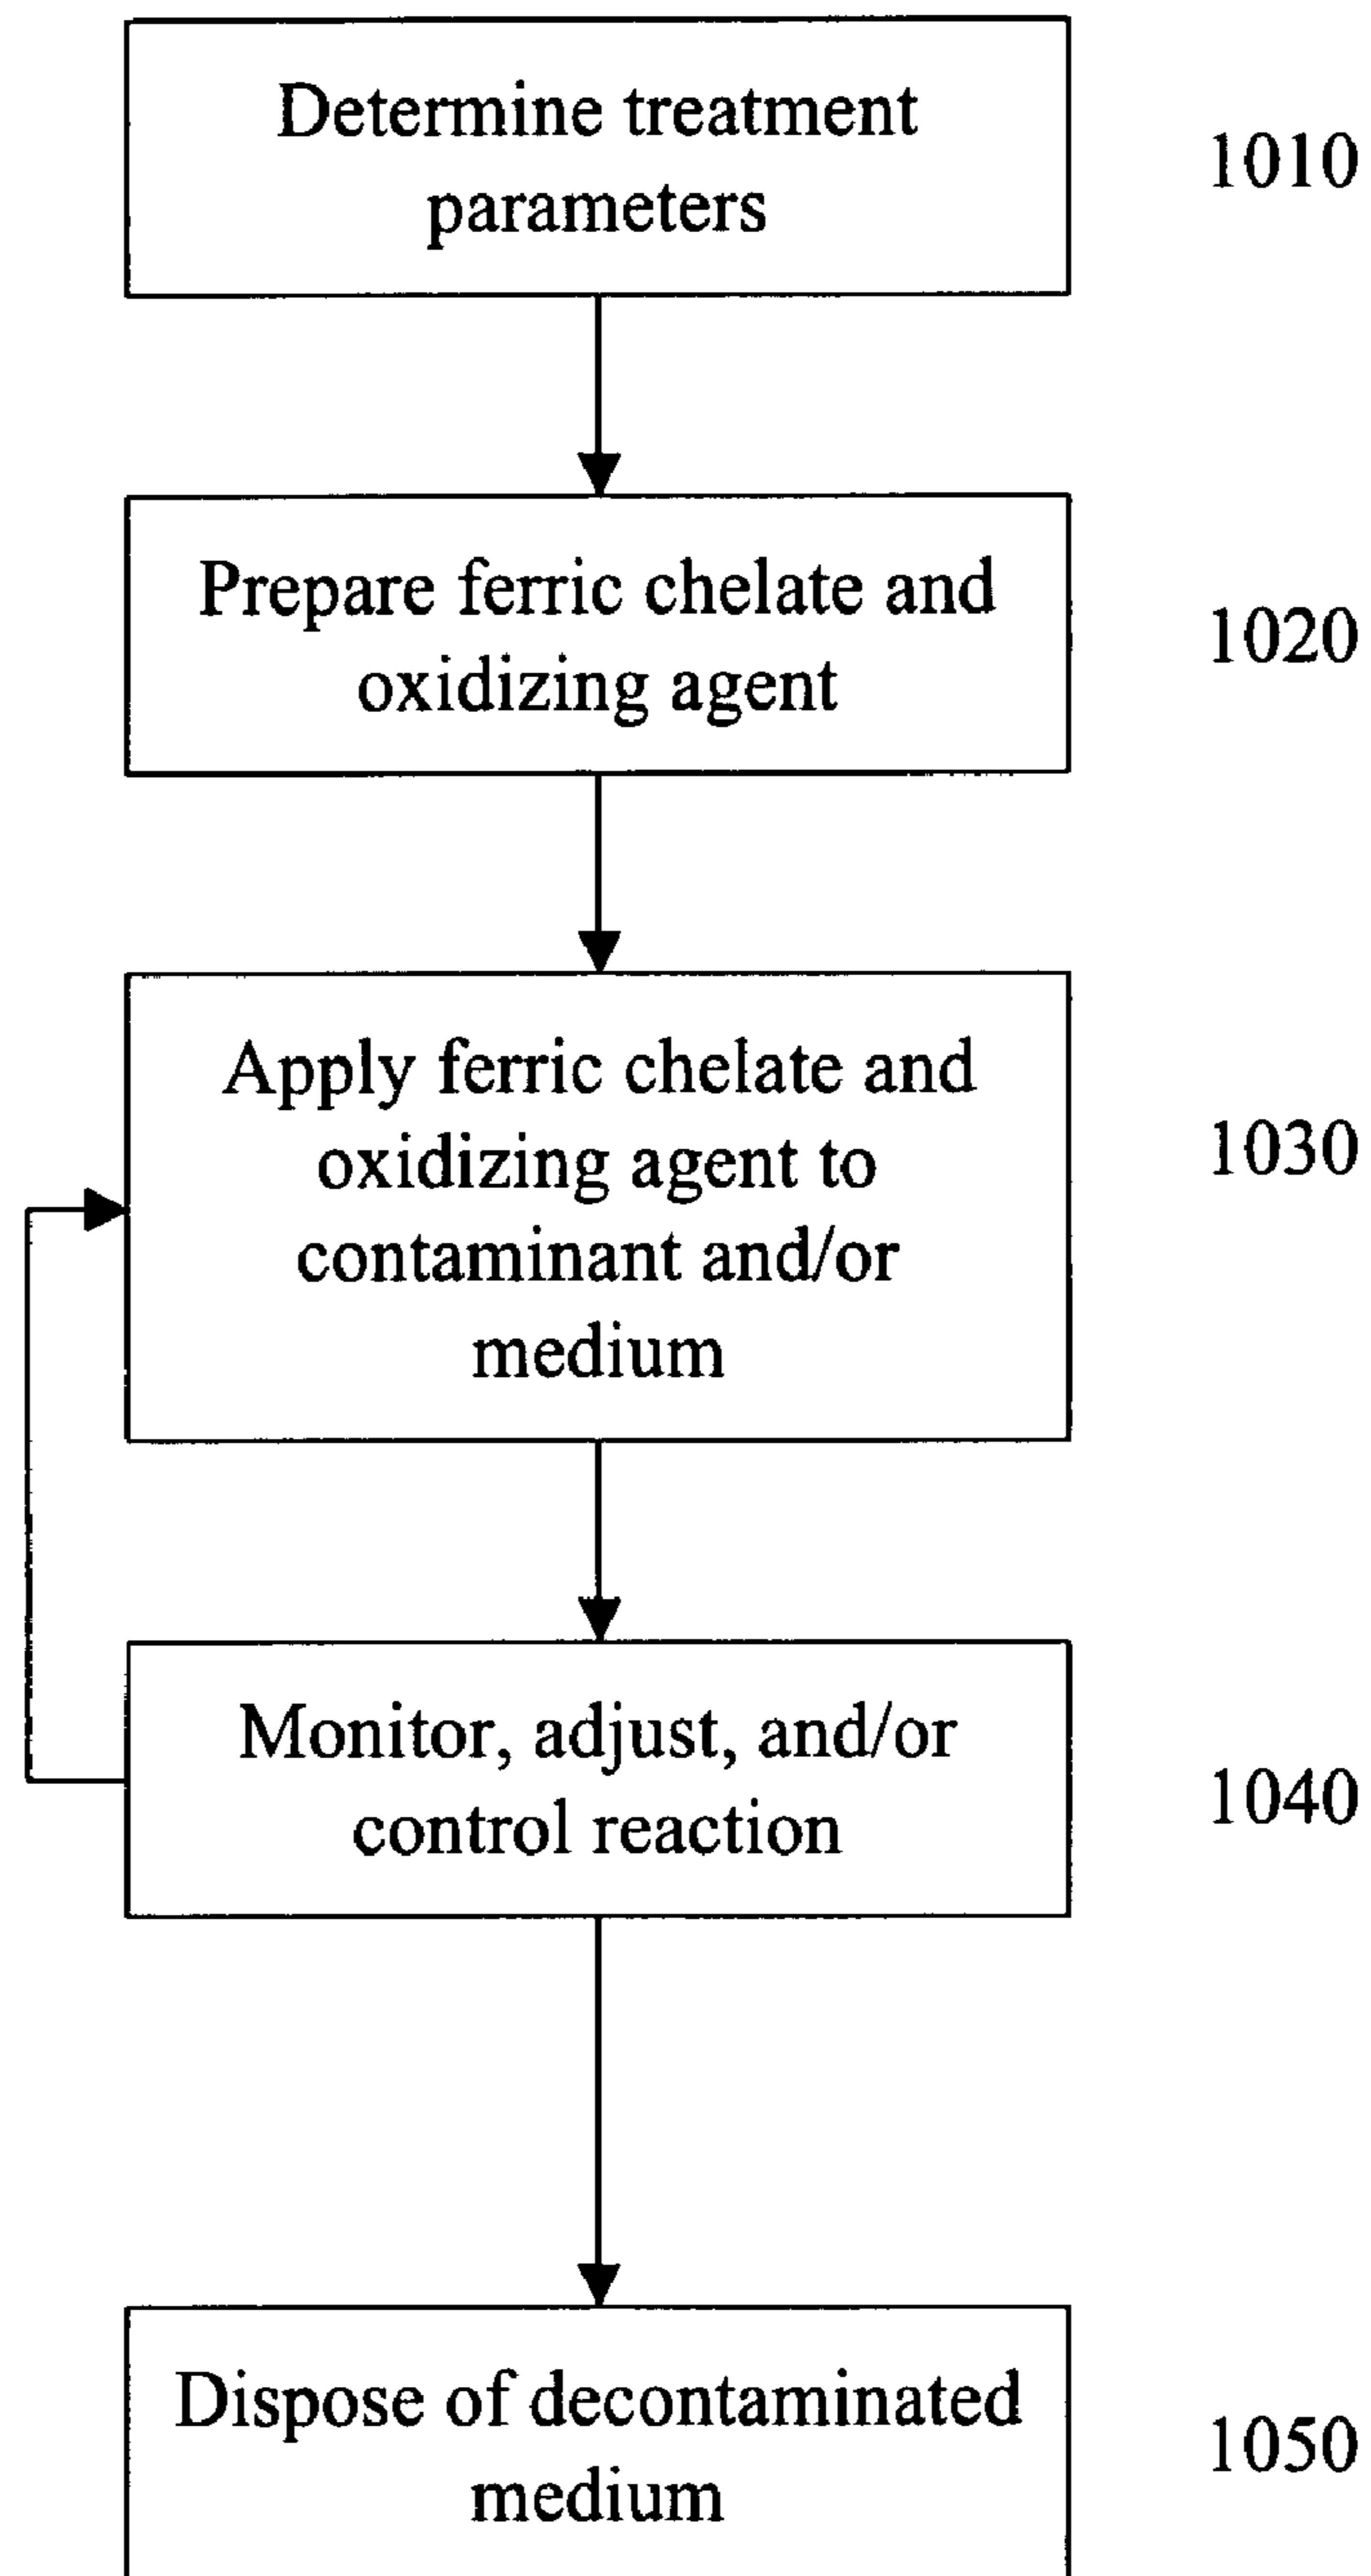 Determine treatment
parameters
1010
Prepare ferric chelate and
oxidizing agent
1020
Apply ferric chelate and
oxidizing agent to
contaminant and/or
medium
1030
Monitor, adjust, and/or
control reaction
1040
Dispose of decontaminated
medium
1050